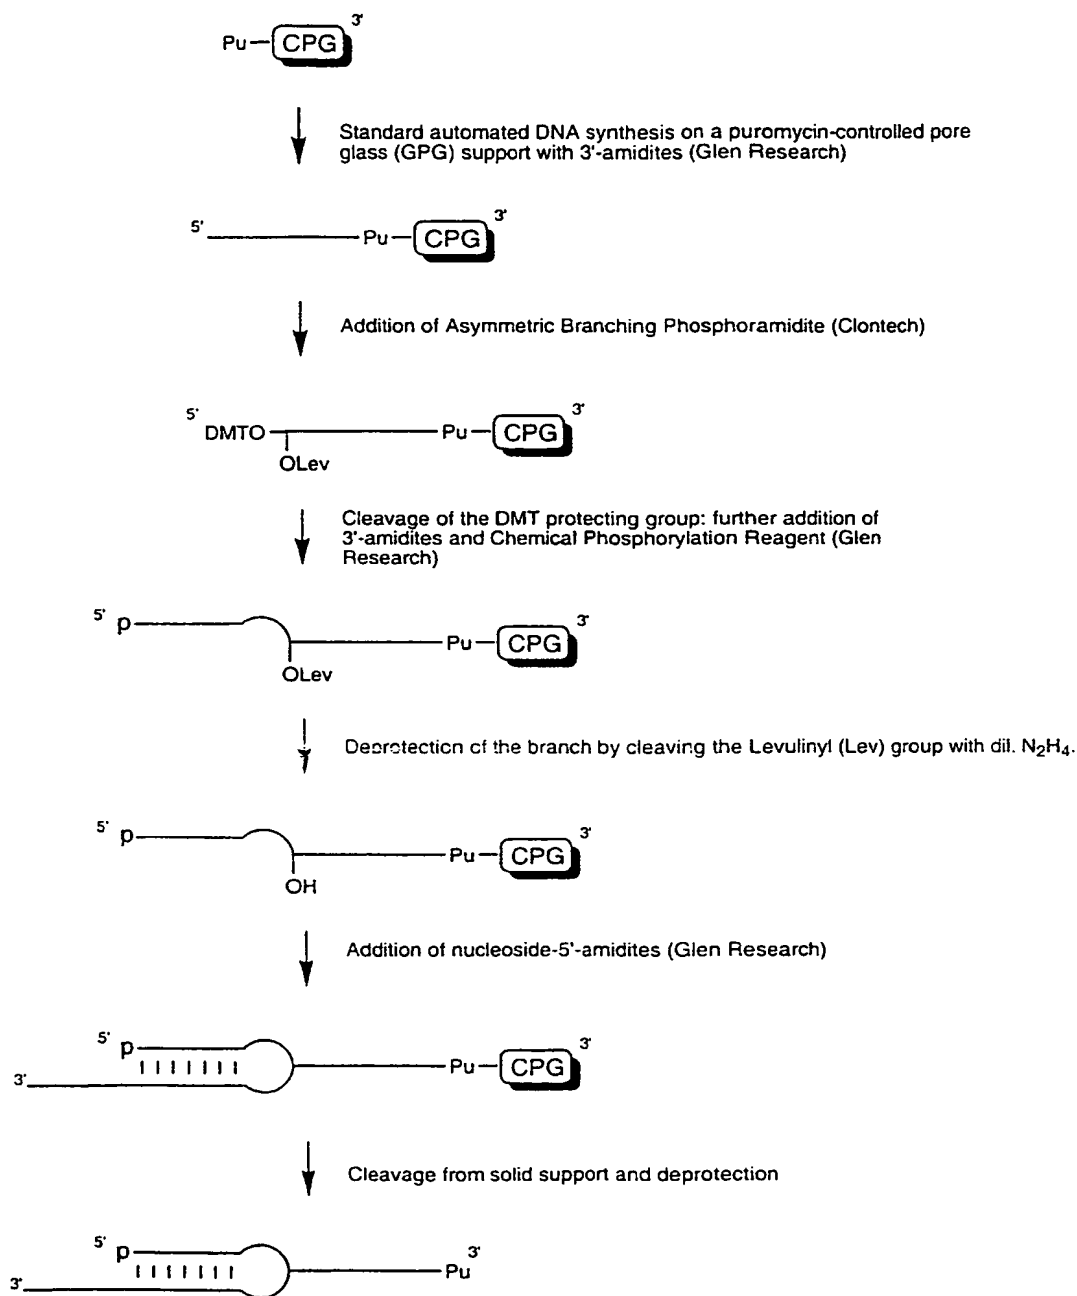 3'
Pu CPG
Standard automated DNA synthesis on a puromycin-controlled pore
glass (GPG) support with 3'-amidites (Glen Research)
5' 3'
Pu CPG
Addition of Asymmetric Branching Phosphoramidite (Clontech)
5' 3'
DMTO Pu CPG
OLev
Cleavage of the DMT protecting group: further addition of
3'-amidites and Chemical Phosphorylation Reagent (Glen
Research)
5' p 3'
Pu CPG
OLev
Deprotection of the branch by cleaving the Levulinyl (Lev) group with dil. N₂H₄.
5' p 3'
Pu CPG
OH
Addition of nucleoside-5'-amidites (Glen Research)
5' p 3'
Pu CPG
3'
Cleavage from solid support and deprotection
5' p 3'
Pu
3'